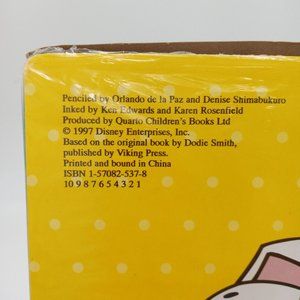 Penciled by Orlando de la Paz and Denise Shimabukuro
Inked by Ken Edwards and Karen Rosenfield
Produced by Quarto Children's Books Ltd
© 1997 Disney Enterprises, Inc.
Based on the original book by Dodie Smith,
published by Viking Press.
Printed and bound in China
ISBN 1-57082-537-8
10 9 8 7 6 5 4 3 2 1